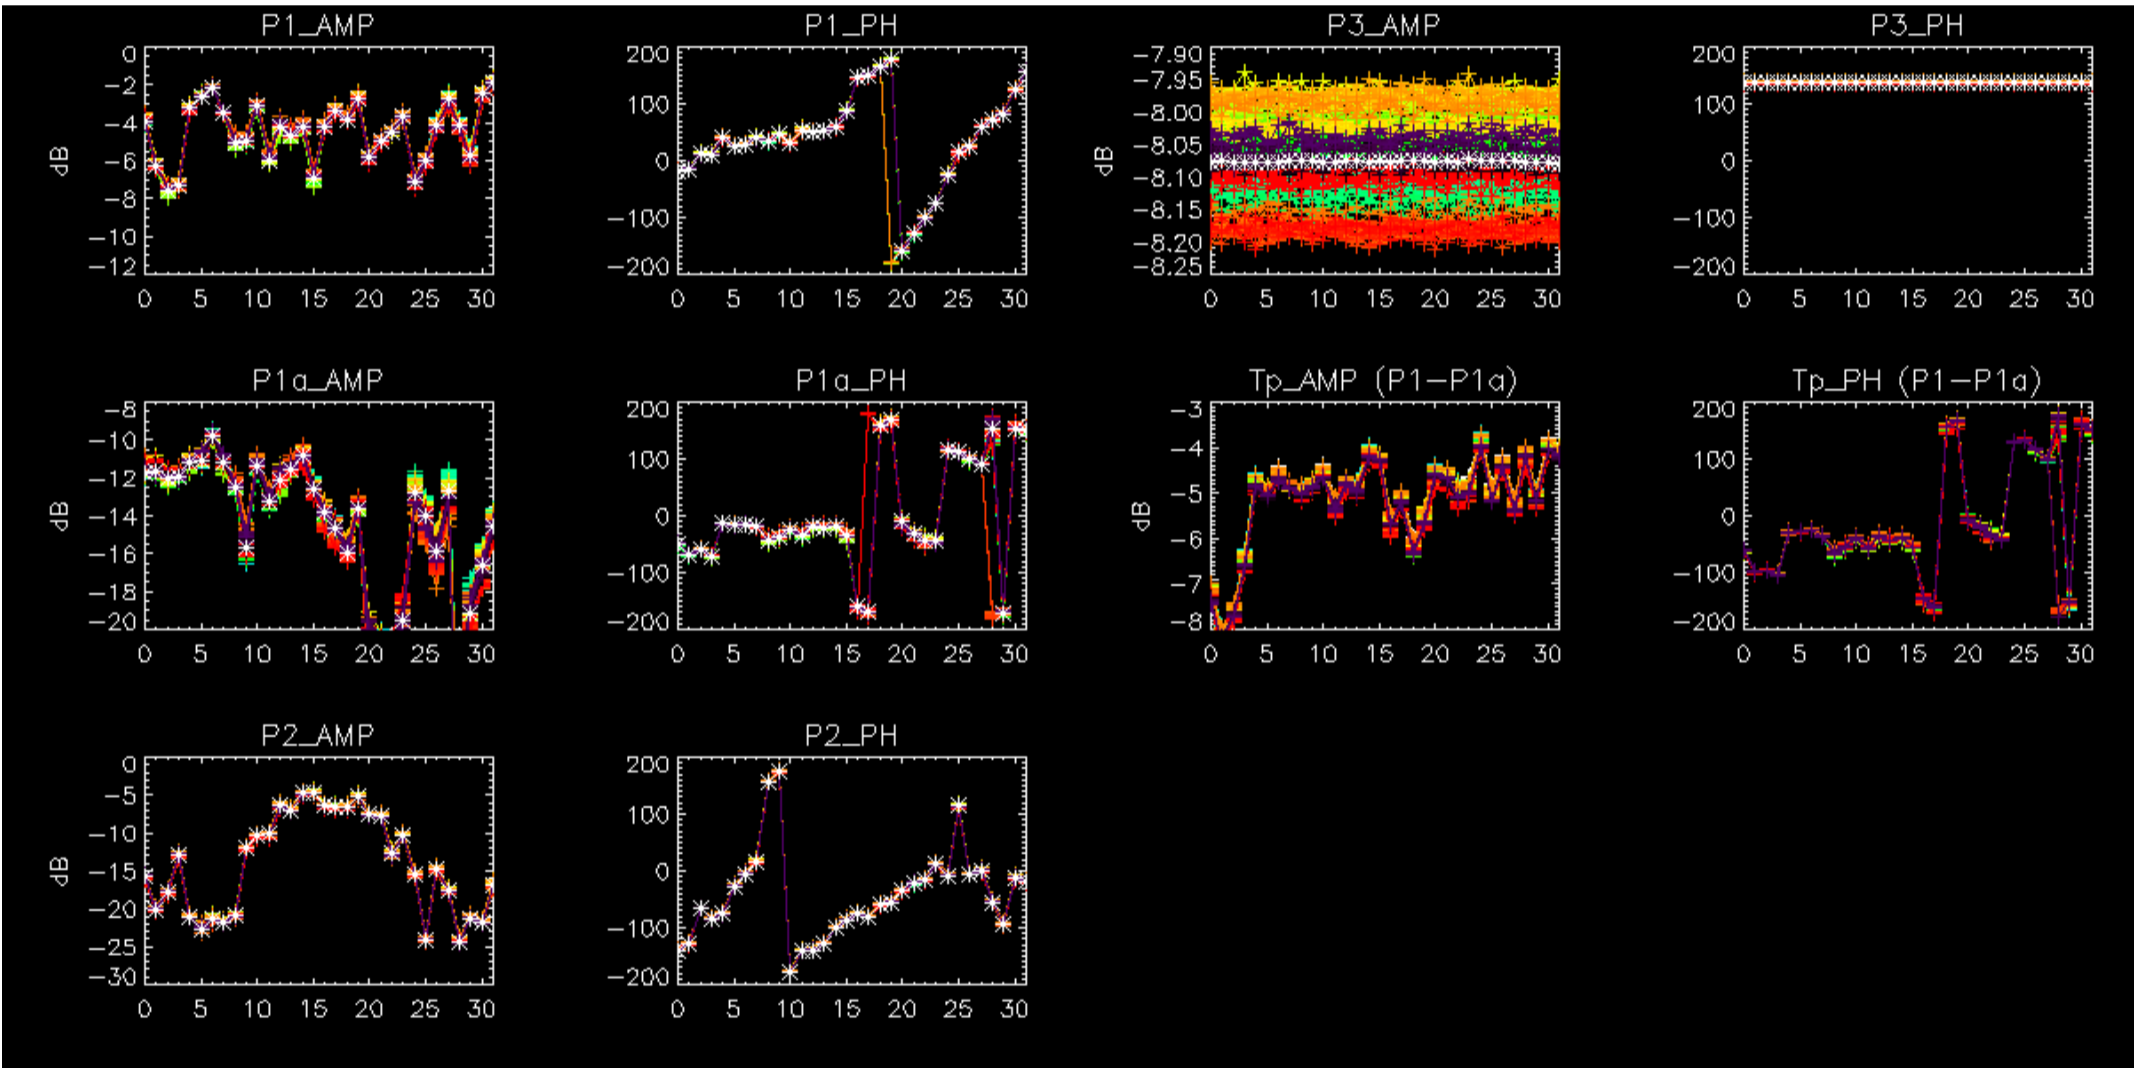 P1_AMP
0
−2
−4
−6
−8
−10
−12
dB
0 5 10 15 20 25 30
P1_PH
200
100
0
−100
−200
0 5 10 15 20 25 30
P3_AMP
−7.90
−7.95
−8.00
−8.05
−8.10
−8.15
−8.20
−8.25
dB
0 5 10 15 20 25 30
P3_PH
200
100
0
−100
−200
0 5 10 15 20 25 30
P1a_AMP
−8
−10
−12
−14
−16
−18
−20
dB
0 5 10 15 20 25 30
P1a_PH
200
100
0
−100
−200
0 5 10 15 20 25 30
Tp_AMP (P1−P1a)
−3
−4
−5
−6
−7
−8
dB
0 5 10 15 20 25 30
Tp_PH (P1−P1a)
200
100
0
−100
−200
0 5 10 15 20 25 30
P2_AMP
0
−5
−10
−15
−20
−25
−30
dB
0 5 10 15 20 25 30
P2_PH
200
100
0
−100
−200
0 5 10 15 20 25 30